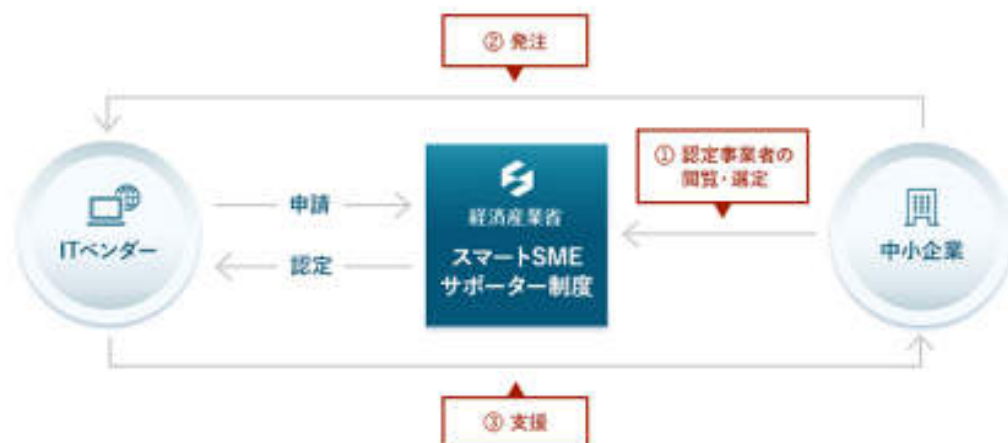 ② 発注
① 認定事業者の
閲覧・選定
申請
経済産業省
ITベンダー
スマートSME
サポーター制度
中小企業
認定
③ 支援